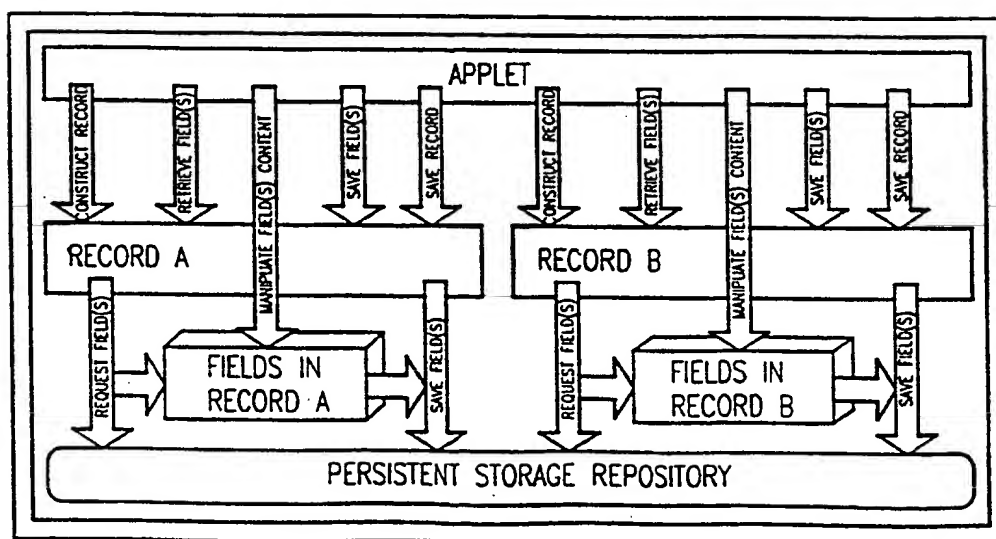 APPLET
CONSTRUCT RECORD
RETRIEVE FIELD(S)
MANIPUATE FIELD(S) CONTENT
SAVE FIELD(S)
SAVE RECORD
CONSTRUCT RECORD
RETRIEVE FIELD(S)
MANIPUATE FIELD(S) CONTENT
SAVE FIELD(S)
SAVE RECORD
RECORD A
RECORD B
REQUEST FIELD(S)
FIELDS IN
RECORD A
SAVE FIELD(S)
REQUEST FIELD(S)
FIELDS IN
RECORD B
SAVE FIELD(S)
PERSISTENT STORAGE REPOSITORY